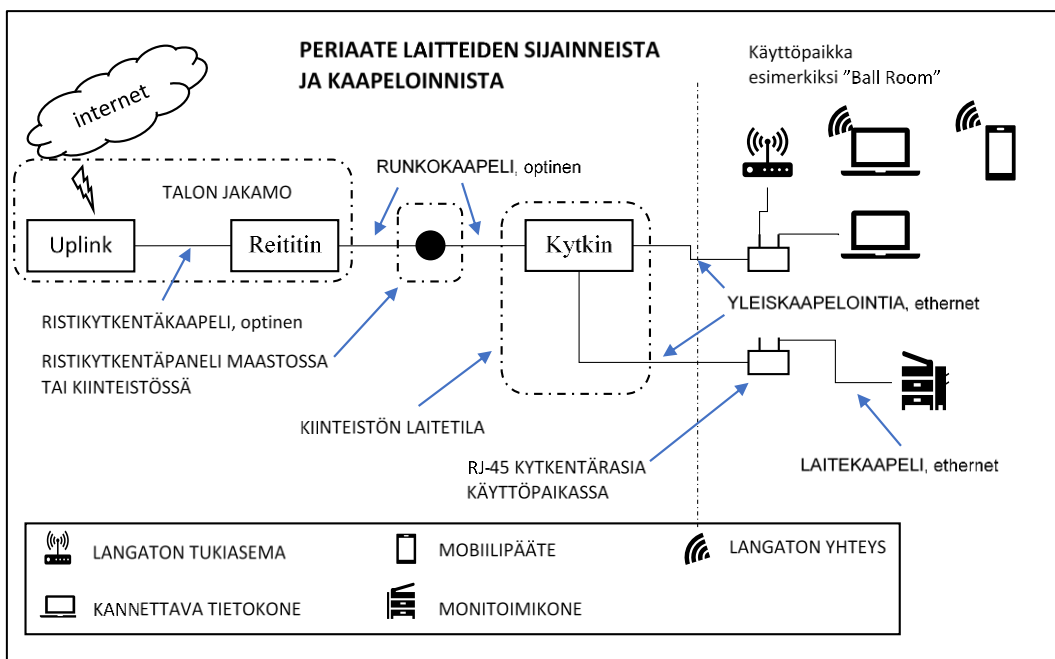 PERIAATE LAITTEIDEN SIJAINNEISTA
JA KAAPELOINNISTA
Käyttöpaikka
esimerkiksi "Ball Room"
internet
TALON JAKAMO
RUNKOKAAPELI, optinen
Uplink
Reititin
Kytkin
YLEISKAAPELOINTIA, ethernet
RISTIKYTKENTÄKAAPELI, optinen
RISTIKYTKENTÄPANELI MAASTOSSA
TAI KIINTEISTÖSSÄ
KIINTEISTÖN LAITETILA
RJ-45 KYTKENTÄRASIA
KÄYTTÖPAIKASSA
LAITEKAAPELI, ethernet
LANGATON TUKIASEMA
MOBIILIPÄÄTE
LANGATON YHTEYS
KANNETTAVA TIETOKONE
MONITOIMIKONE